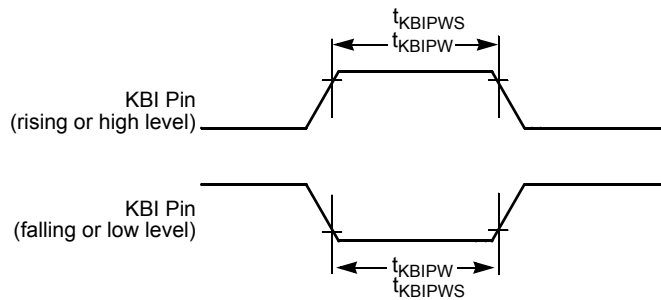 tKBIPWS
tKBIPW
KBI Pin
(rising or high level)
KBI Pin
(falling or low level)
tKBIPW
tKBIPWS